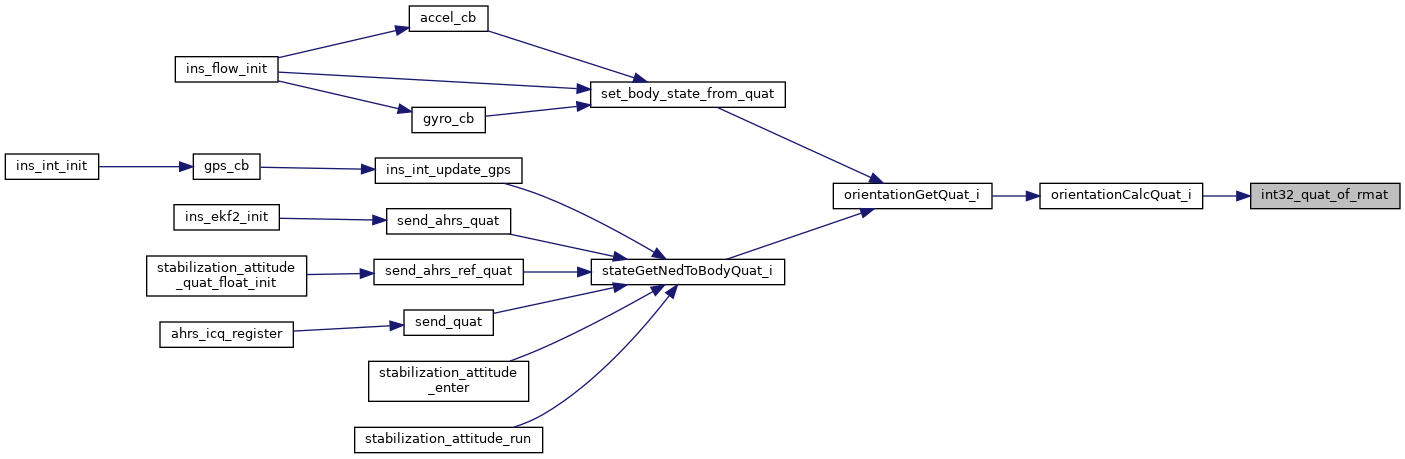 accel_cb
ins_flow_init
set_body_state_from_quat
gyro_cb
ins_int_init
gps_cb
ins_int_update_gps
orientationGetQuat_i
orientationCalcQuat_i
int32_quat_of_rmat
ins_ekf2_init
send_ahrs_quat
stabilization_attitude
_quat_float_init
send_ahrs_ref_quat
stateGetNedToBodyQuat_i
ahrs_icq_register
send_quat
stabilization_attitude
_enter
stabilization_attitude_run